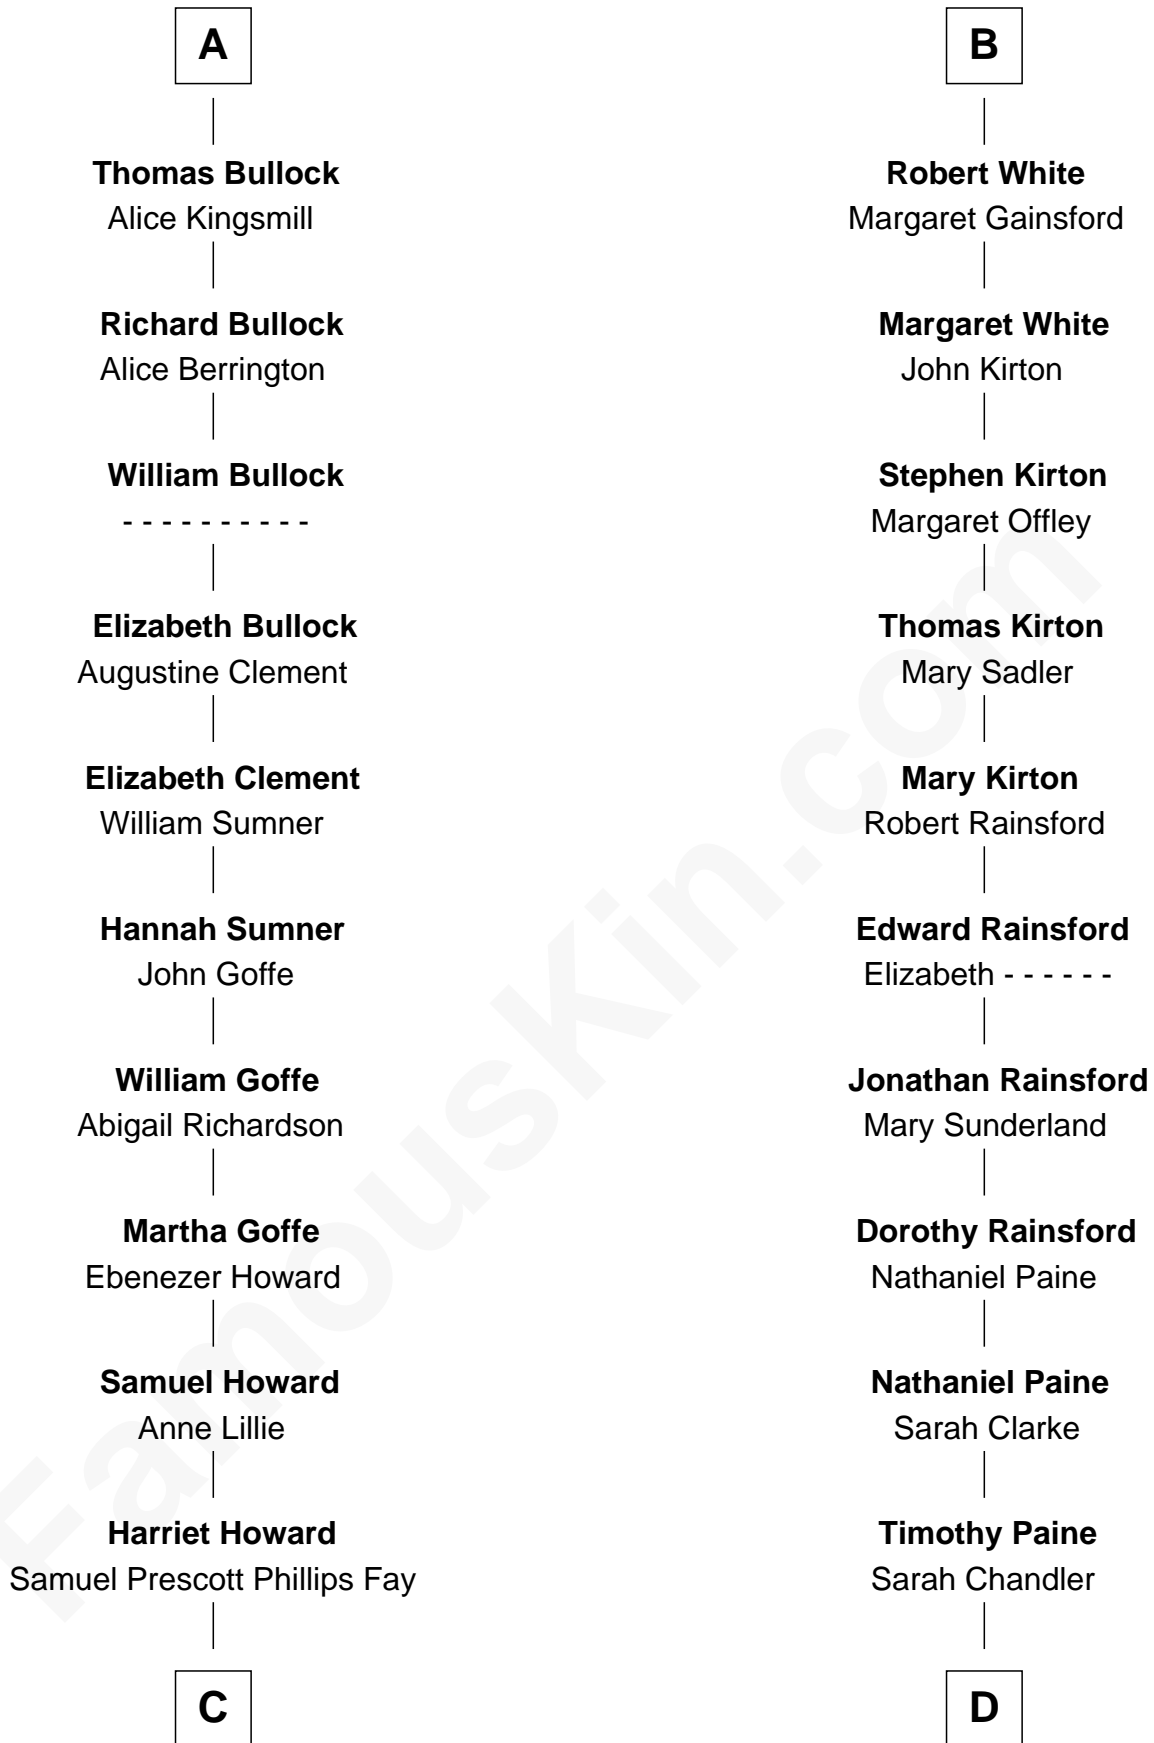 A
Thomas Bullock
Alice Kingsmill
Richard Bullock
Alice Berrington
William Bullock
- - - - - - - - - -
Elizabeth Bullock
Augustine Clement
Elizabeth Clement
William Sumner
Hannah Sumner
John Goffe
William Goffe
Abigail Richardson
Martha Goffe
Ebenezer Howard
Samuel Howard
Anne Lillie
Harriet Howard
Samuel Prescott Phillips Fay
C
B
Robert White
Margaret Gainsford
Margaret White
John Kirton
Stephen Kirton
Margaret Offley
Thomas Kirton
Mary Sadler
Mary Kirton
Robert Rainsford
Edward Rainsford
Elizabeth - - - - - -
Jonathan Rainsford
Mary Sunderland
Dorothy Rainsford
Nathaniel Paine
Nathaniel Paine
Sarah Clarke
Timothy Paine
Sarah Chandler
D
FamousKin.com